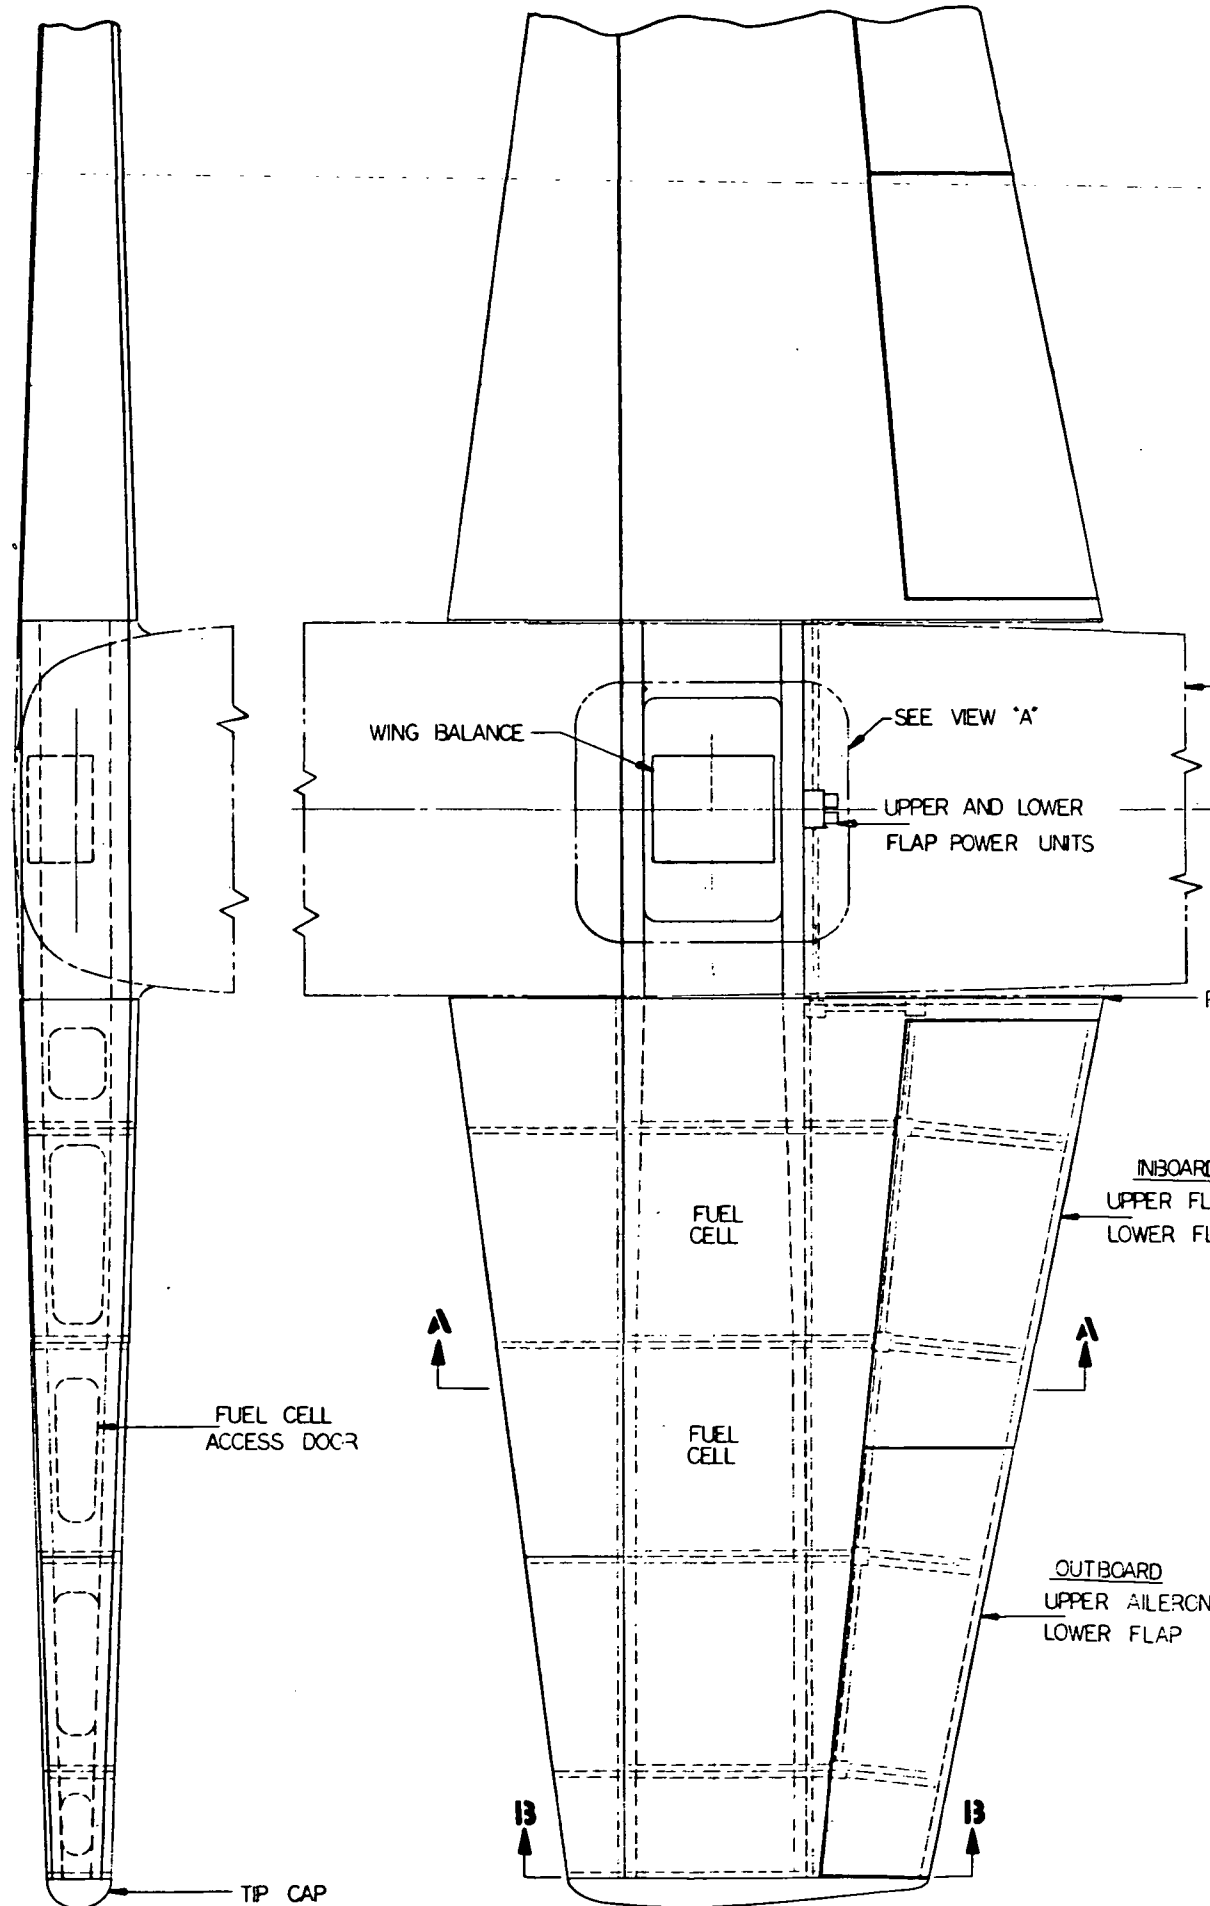 WING BALANCE
SEE VIEW "A"
UPPER AND LOWER
FLAP POWER UNITS
INBOARD
UPPER FL
LOWER FL
FUEL
CELL
A
A
FUEL CELL
ACCESS DOOR
FUEL
CELL
OUTBOARD
UPPER AILERON
LOWER FLAP
B
B
TIP CAP